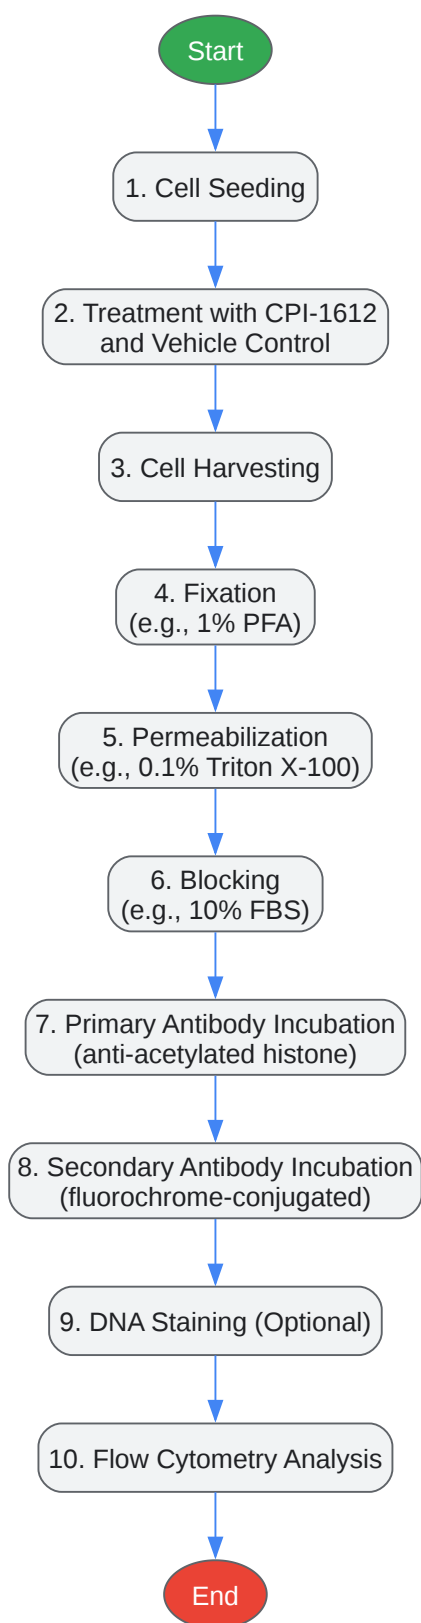 Start
1. Cell Seeding
2. Treatment with CPI-1612
and Vehicle Control
3. Cell Harvesting
4. Fixation
(e.g., 1% PFA)
5. Permeabilization
(e.g., 0.1% Triton X-100)
6. Blocking
(e.g., 10% FBS)
7. Primary Antibody Incubation
(anti-acetylated histone)
8. Secondary Antibody Incubation
(fluorochrome-conjugated)
9. DNA Staining (Optional)
10. Flow Cytometry Analysis
End